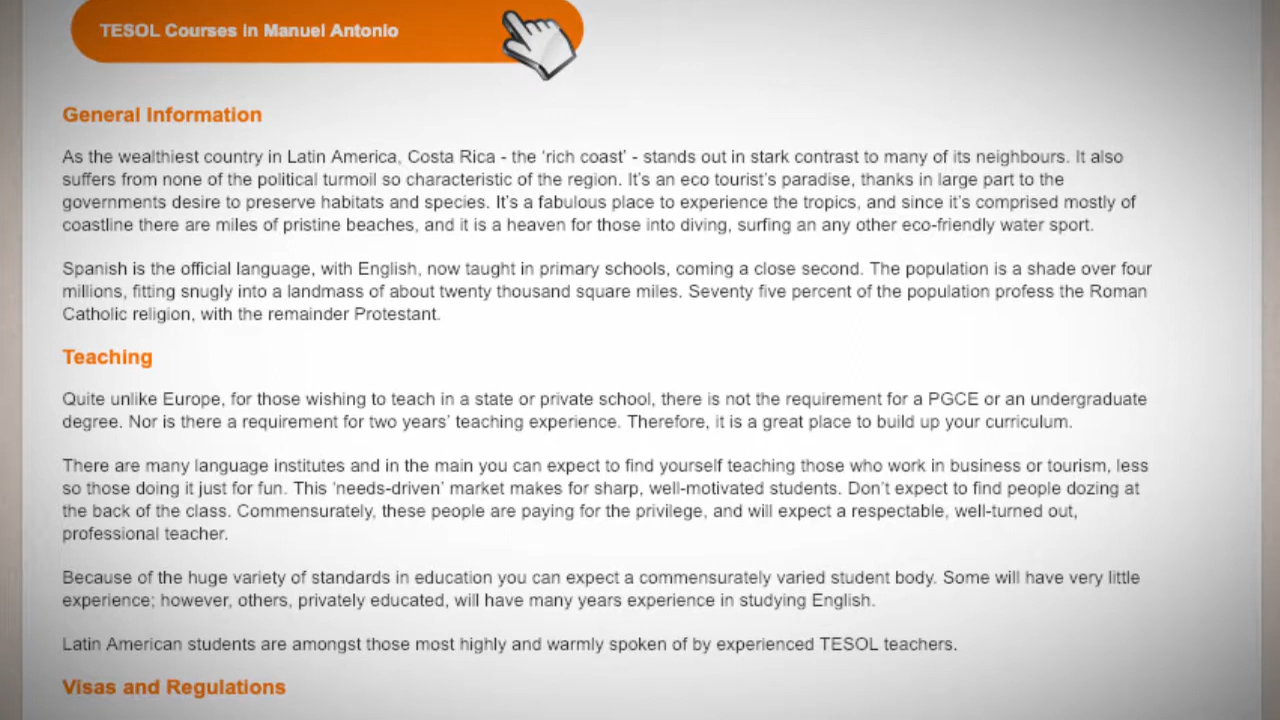 TESOL Courses in Manuel Antonio
General Information
As the wealthiest country in Latin America, Costa Rica - the ‘rich coast’ - stands out in stark contrast to many of its neighbours. It also
suffers from none of the political turmoil so characteristic of the region. It’s an eco tourist’s paradise, thanks in large part to the
governments desire to preserve habitats and species. It’s a fabulous place to experience the tropics, and since it’s comprised mostly of
coastline there are miles of pristine beaches, and it is a heaven for those into diving, surfing an any other eco-friendly water sport.
Spanish is the official language, with English, now taught in primary schools, coming a close second. The population is a shade over four
millions, fitting snugly into a landmass of about twenty thousand square miles. Seventy five percent of the population profess the Roman
Catholic religion, with the remainder Protestant.
Teaching
Quite unlike Europe, for those wishing to teach in a state or private school, there is not the requirement for a PGCE or an undergraduate
degree. Nor is there a requirement for two years’ teaching experience. Therefore, it is a great place to build up your curriculum.
There are many language institutes and in the main you can expect to find yourself teaching those who work in business or tourism, less
so those doing it just for fun. This ‘needs-driven’ market makes for sharp, well-motivated students. Don’t expect to find people dozing at
the back of the class. Commensurately, these people are paying for the privilege, and will expect a respectable, well-turned out,
professional teacher.
Because of the huge variety of standards in education you can expect a commensurately varied student body. Some will have very little
experience; however, others, privately educated, will have many years experience in studying English.
Latin American students are amongst those most highly and warmly spoken of by experienced TESOL teachers.
Visas and Regulations